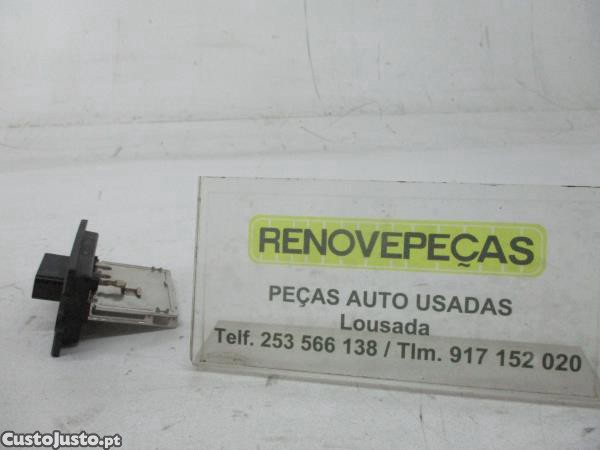 RENOVEPEÇAS
PEÇAS AUTO USADAS
Lousada
Telf. 253 566 138 / Tlm. 917 152 020
CustoJusto.pt